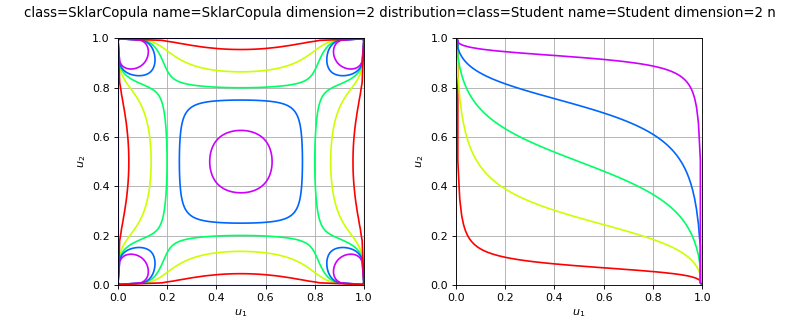 class=SklarCopula name=SklarCopula dimension=2 distribution=class=Student name=Student dimension=2 n
1.0
0.8
0.6
0.4
0.2
0.0
u₂
0.0 0.2 0.4 0.6 0.8 1.0
u₁
1.0
0.8
0.6
0.4
0.2
0.0
u₂
0.0 0.2 0.4 0.6 0.8 1.0
u₁